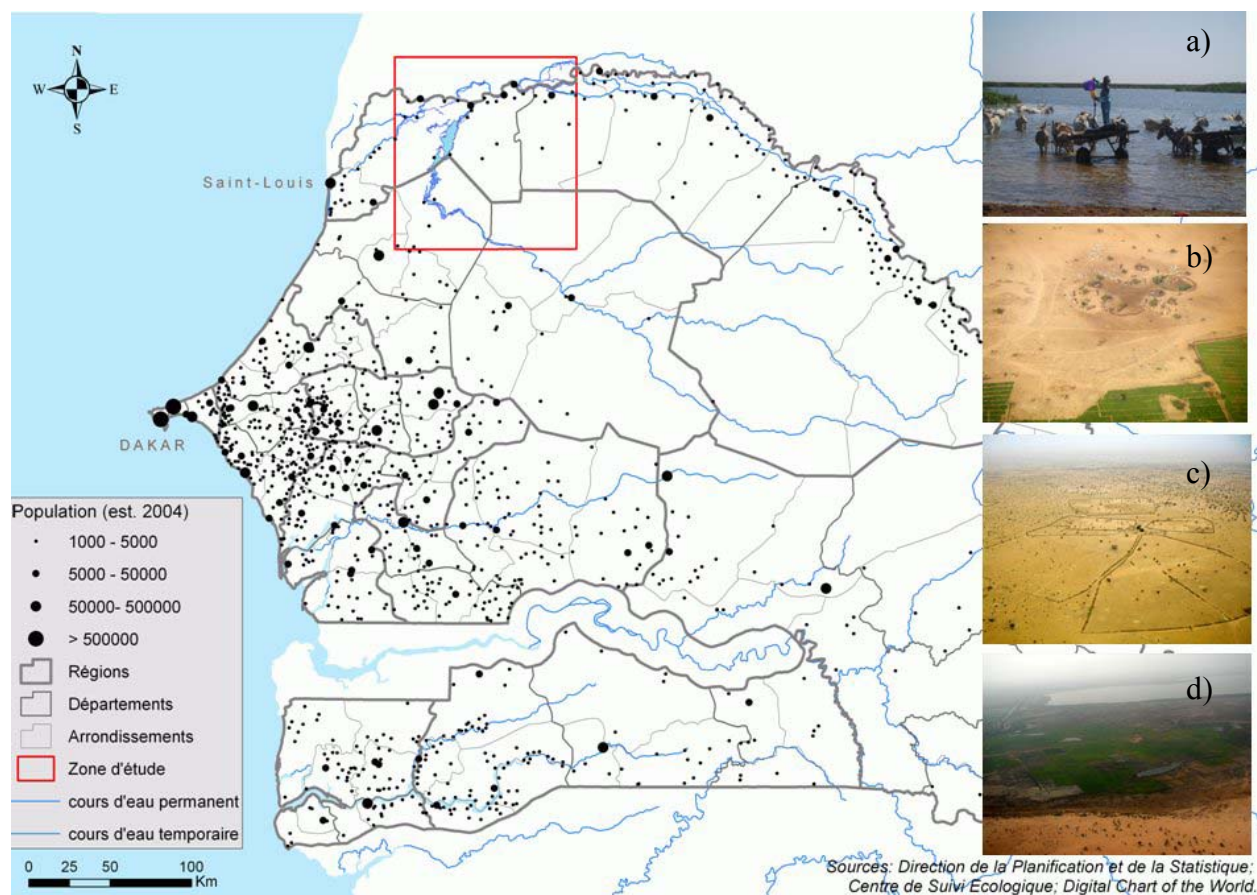 N
W E
S
Saint-Louis
DAKAR
Population (est. 2004)
1000 - 5000
5000 - 50000
50000- 500000
> 500000
Régions
Départements
Arrondissements
Zone d'étude
cours d'eau permanent
cours d'eau temporaire
0 25 50 100
Km
a)
b)
c)
d)
Sources: Direction de la Planification et de la Statistique;
Centre de Suivi Ecologique; Digital Chart of the World